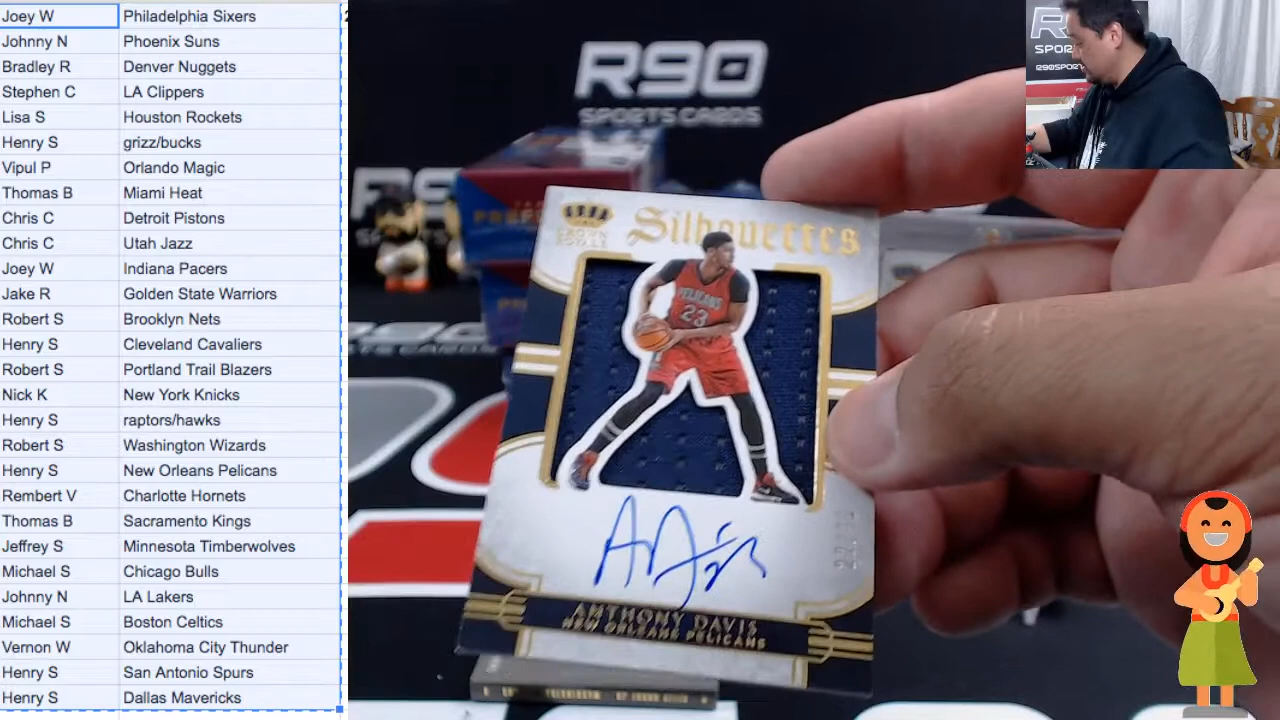 Joey W Philadelphia Sixers
Johnny N Phoenix Suns
Bradley R Denver Nuggets
Stephen C LA Clippers
Lisa S Houston Rockets
Henry S grizz/bucks
Vipul P Orlando Magic
Thomas B Miami Heat
Chris C Detroit Pistons
Chris C Utah Jazz
Joey W Indiana Pacers
Jake R Golden State Warriors
Robert S Brooklyn Nets
Henry S Cleveland Cavaliers
Robert S Portland Trail Blazers
Nick K New York Knicks
Henry S raptors/hawks
Robert S Washington Wizards
Henry S New Orleans Pelicans
Rembert V Charlotte Hornets
Thomas B Sacramento Kings
Jeffrey S Minnesota Timberwolves
Michael S Chicago Bulls
Johnny N LA Lakers
Michael S Boston Celtics
Vernon W Oklahoma City Thunder
Henry S San Antonio Spurs
Henry S Dallas Mavericks
R90
SPORTS CARDS
CROWN
ROYALE
Silhouettes
PELICANS
23
ANTHONY DAVIS
NEW ORLEANS PELICANS